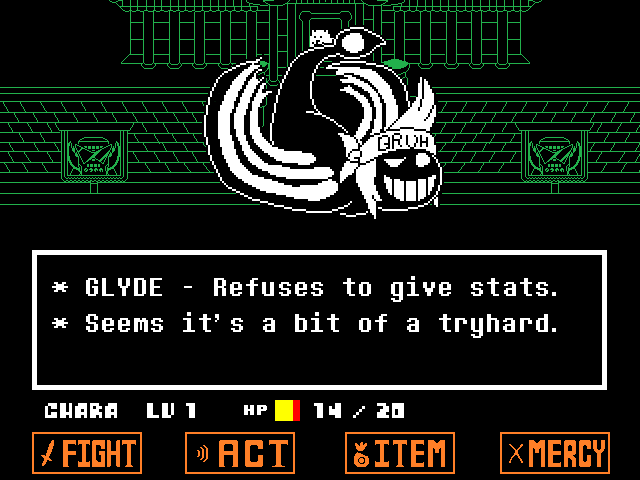 BRUH
* GLYDE - Refuses to give stats.
* Seems it's a bit of a tryhard.
CHARA LV 1 HP 14 / 20
FIGHT ACT ITEM MERCY